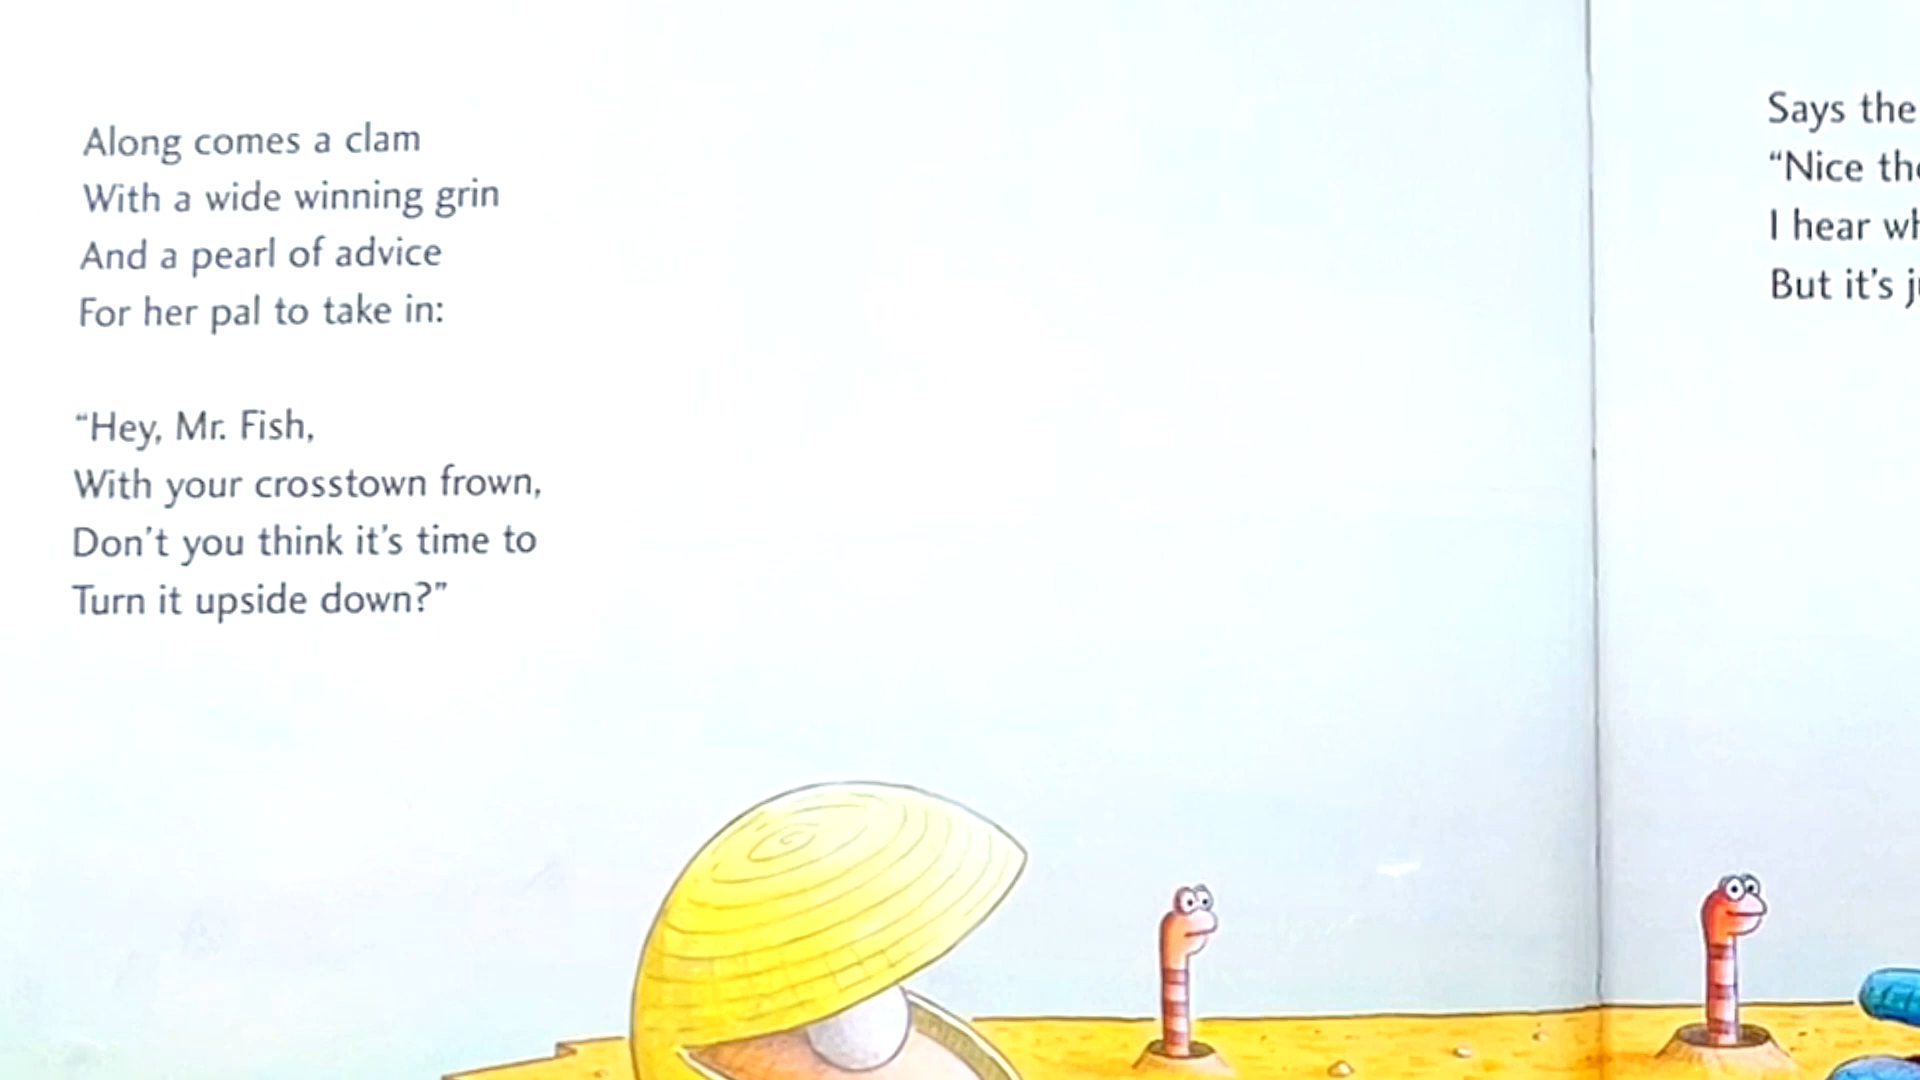 Along comes a clam
With a wide winning grin
And a pearl of advice
For her pal to take in:
“Hey, Mr. Fish,
With your crosstown frown,
Don’t you think it’s time to
Turn it upside down?”
Says the
“Nice
I hear
But it’s